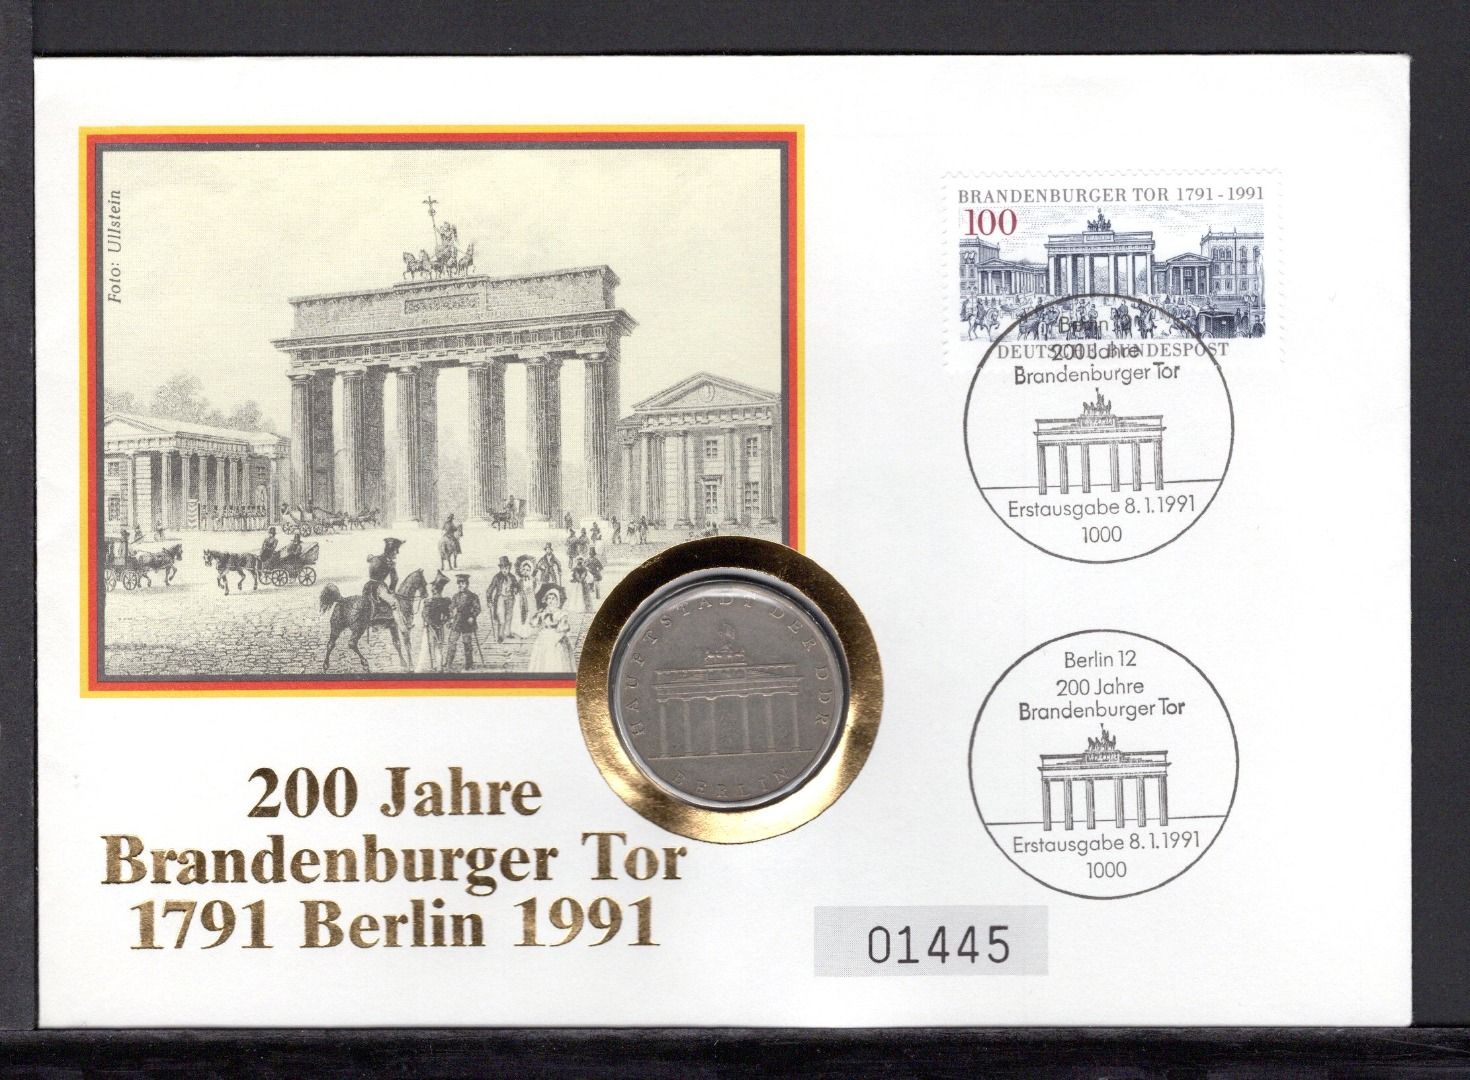 Foto: Ullstein
BRANDENBURGER TOR 1791-1991
100
DEUTSCHE BUNDESPOST
Berlin 12
200 Jahre
Brandenburger Tor
Erstausgabe 8.1.1991
1000
HAUPTSTADT DER DDR
BERLIN
Berlin 12
200 Jahre
Brandenburger Tor
Erstausgabe 8.1.1991
1000
200 Jahre
Brandenburger Tor
1791 Berlin 1991
01445